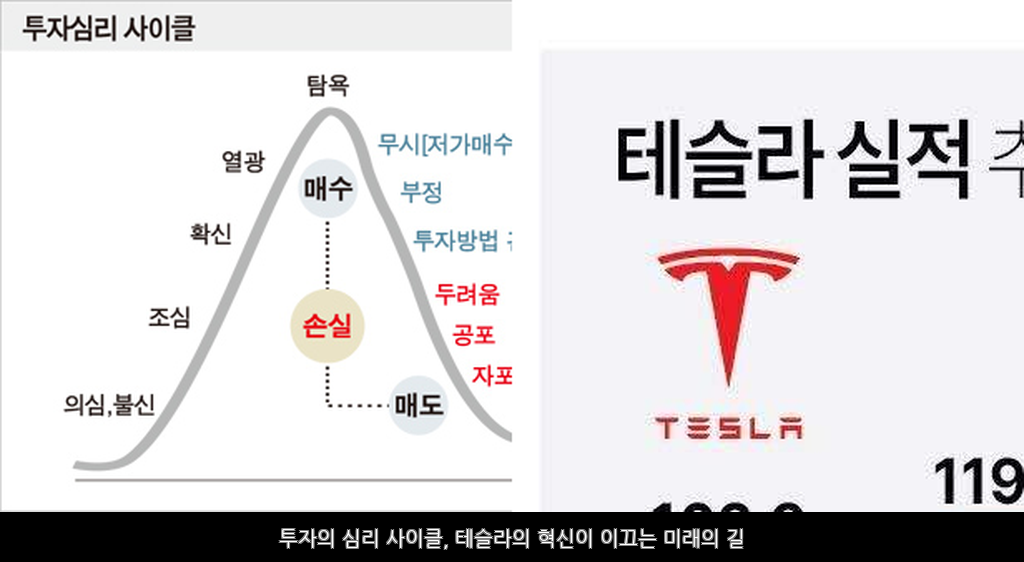 투자심리 사이클
탐욕
무시[저가매수
열광
매수
부정
확신
투자방법
두려움
조심
손실
공포
자포
의심,불신
매도
테슬라 실적
TESLA
119
투자의 심리 사이클, 테슬라의 혁신이 이끄는 미래의 길